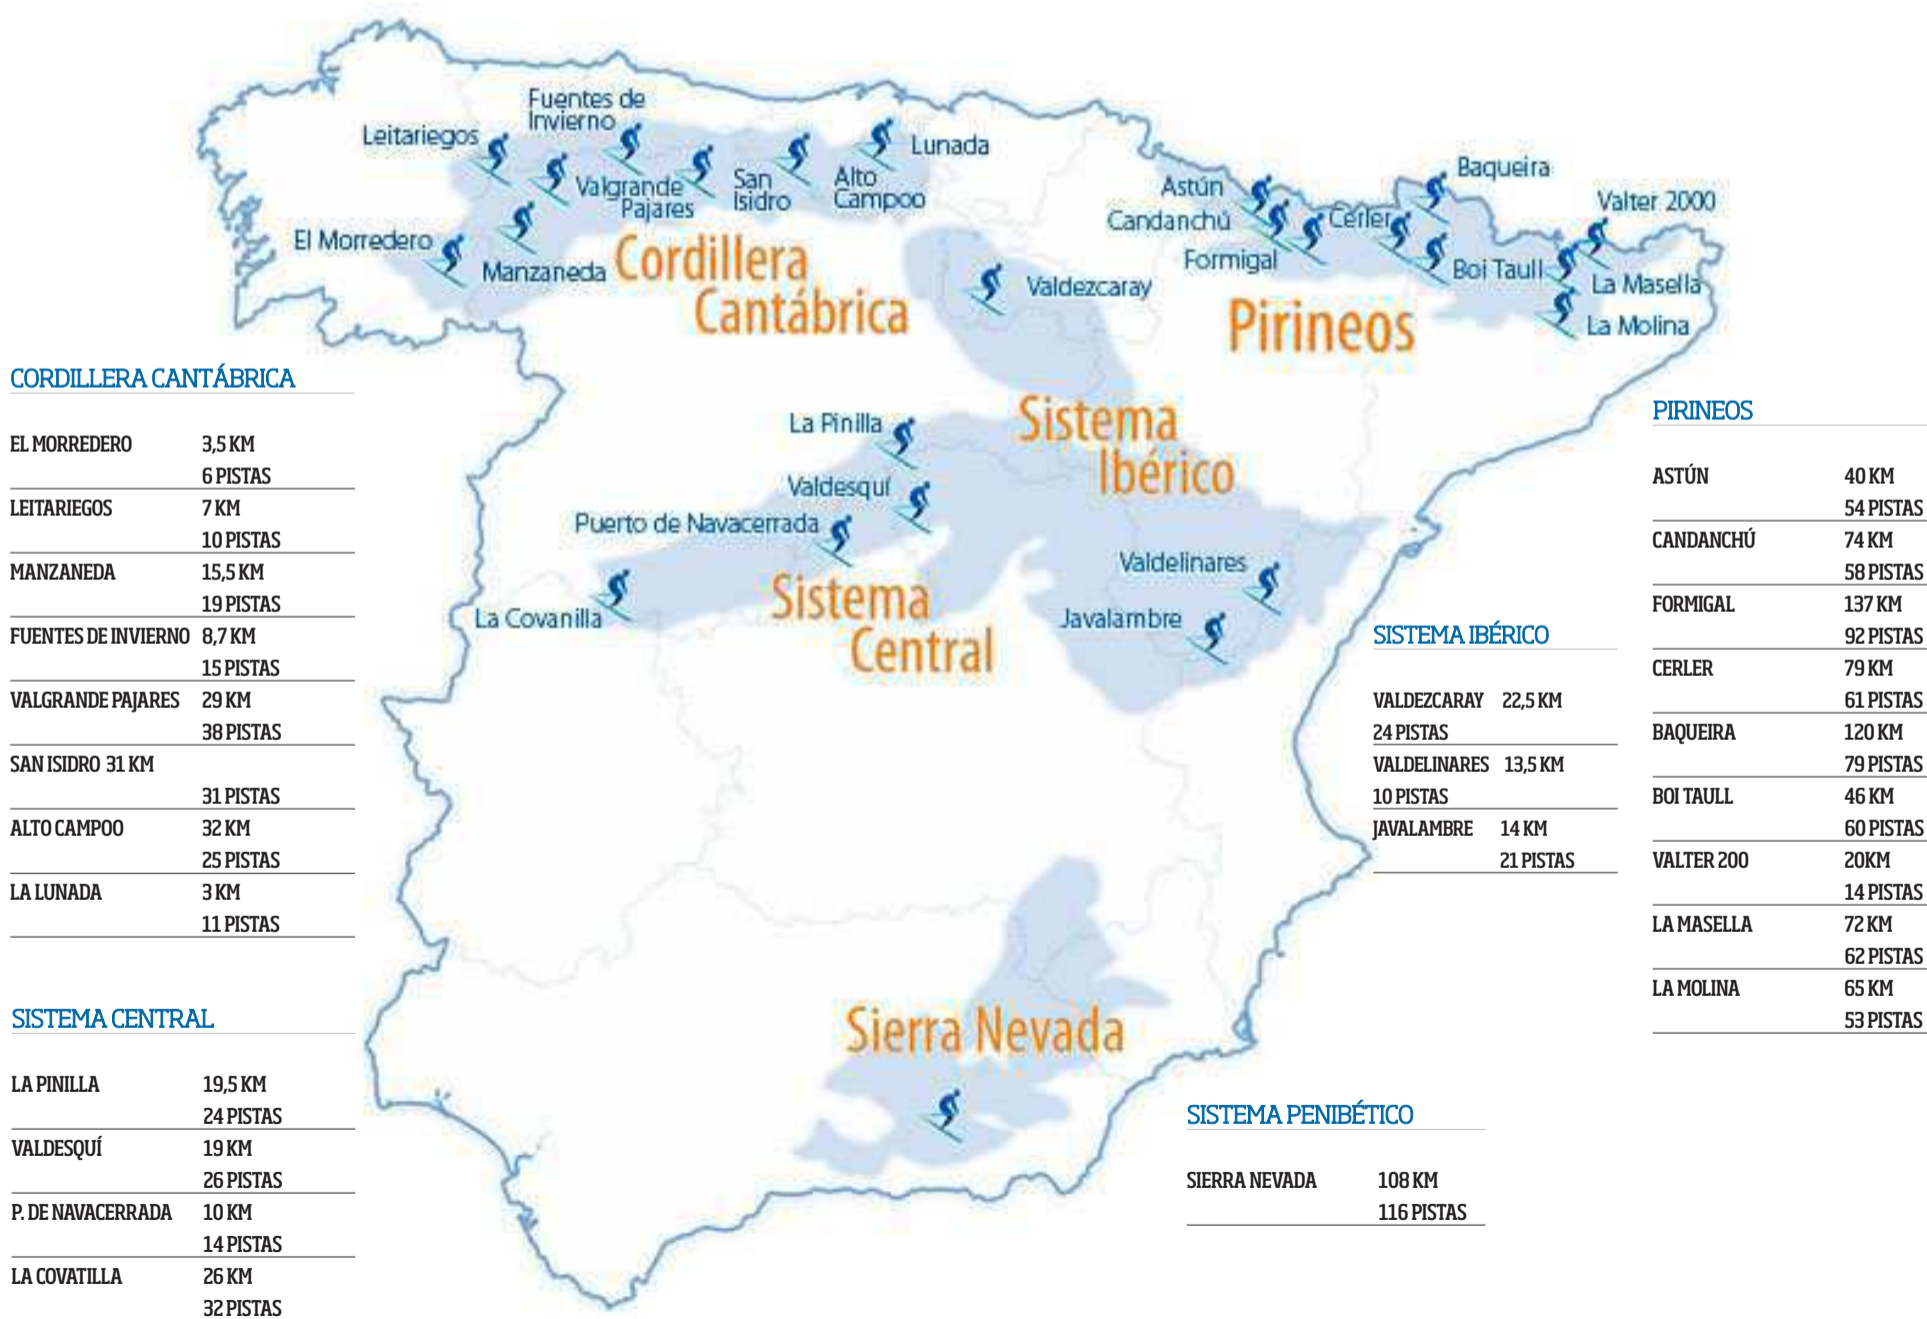 Fuentes de
Invierno
Leitariegos
Lunada
Valgrande
Pajares
San
Isidro
Alto
Campoo
El Morredero
Manzaneda
Cordillera
Cantábrica
Valdezcaray
Astún
Candanchú
Formigal
Cerler
Baqueira
Valter 2000
Boi Taull
La Masella
La Molina
Pirineos
La Pinilla
Valdesquí
Puerto de Navacerrada
La Covanilla
Sistema
Central
Sistema
Ibérico
Valdelinares
Javalambre
Sierra Nevada
CORDILLERA CANTÁBRICA
EL MORREDERO 3,5 KM
6 PISTAS
LEITARIEGOS 7 KM
10 PISTAS
MANZANEDA 15,5 KM
19 PISTAS
FUENTES DE INVIERNO 8,7 KM
15 PISTAS
VALGRANDE PAJARES 29 KM
38 PISTAS
SAN ISIDRO 31 KM
31 PISTAS
ALTO CAMPOO 32 KM
25 PISTAS
LA LUNADA 3 KM
11 PISTAS
SISTEMA CENTRAL
LA PINILLA 19,5 KM
24 PISTAS
VALDESQUÍ 19 KM
26 PISTAS
P. DE NAVACERRADA 10 KM
14 PISTAS
LA COVATILLA 26 KM
32 PISTAS
SISTEMA IBÉRICO
VALDEZCARAY 22,5 KM
24 PISTAS
VALDELINARES 13,5 KM
10 PISTAS
JAVALAMBRE 14 KM
21 PISTAS
SISTEMA PENIBÉTICO
SIERRA NEVADA 108 KM
116 PISTAS
PIRINEOS
ASTÚN 40 KM
54 PISTAS
CANDANCHÚ 74 KM
58 PISTAS
FORMIGAL 137 KM
92 PISTAS
CERLER 79 KM
61 PISTAS
BAQUEIRA 120 KM
79 PISTAS
BOI TAULL 46 KM
60 PISTAS
VALTER 200 20KM
14 PISTAS
LA MASELLA 72 KM
62 PISTAS
LA MOLINA 65 KM
53 PISTAS